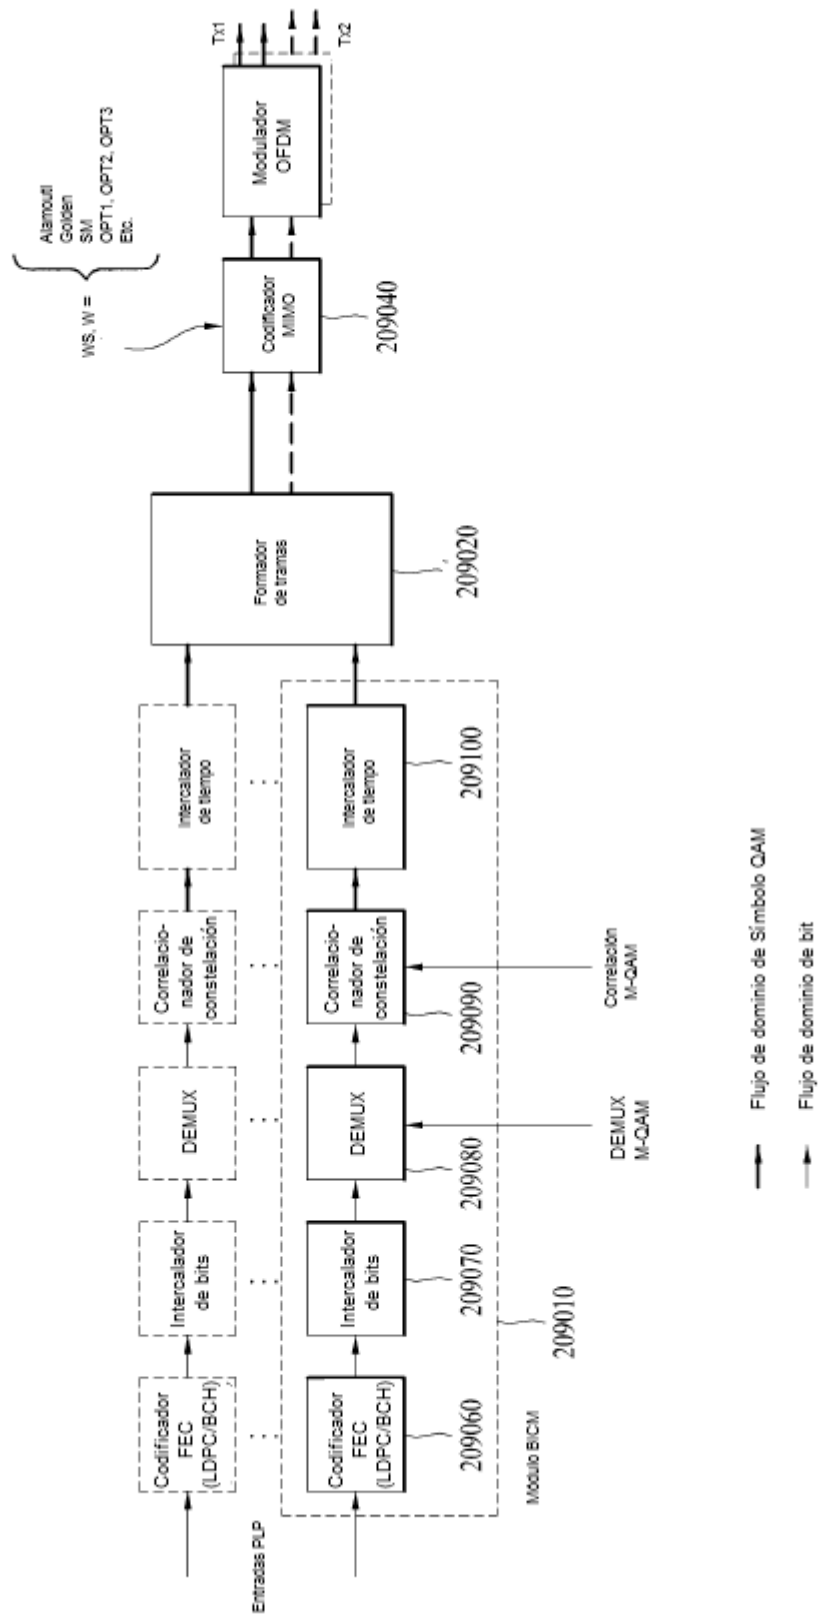 Entradas PLP
Codificador
FEC
(LDPC/BCH)
Intercalador
de bits
DEMUX
Correlacio-
nador de
constelación
Intercalador
de tiempo
Codificador
FEC
(LDPC/BCH)
209060
Intercalador
de bits
209070
DEMUX
209080
Correlacio-
nador de
constelación
209090
Intercalador
de tiempo
209100
Módulo BICM
209010
DEMUX
M-QAM
Correlación
M-QAM
Formador
de tramas
209020
WS, W =
Alamouti
Golden
SM
OPT1, OPT2, OPT3
Etc.
Codificador
MIMO
209040
Modulador
OFDM
Tx1
Tx2
Flujo de dominio de Símbolo QAM
Flujo de dominio de bit